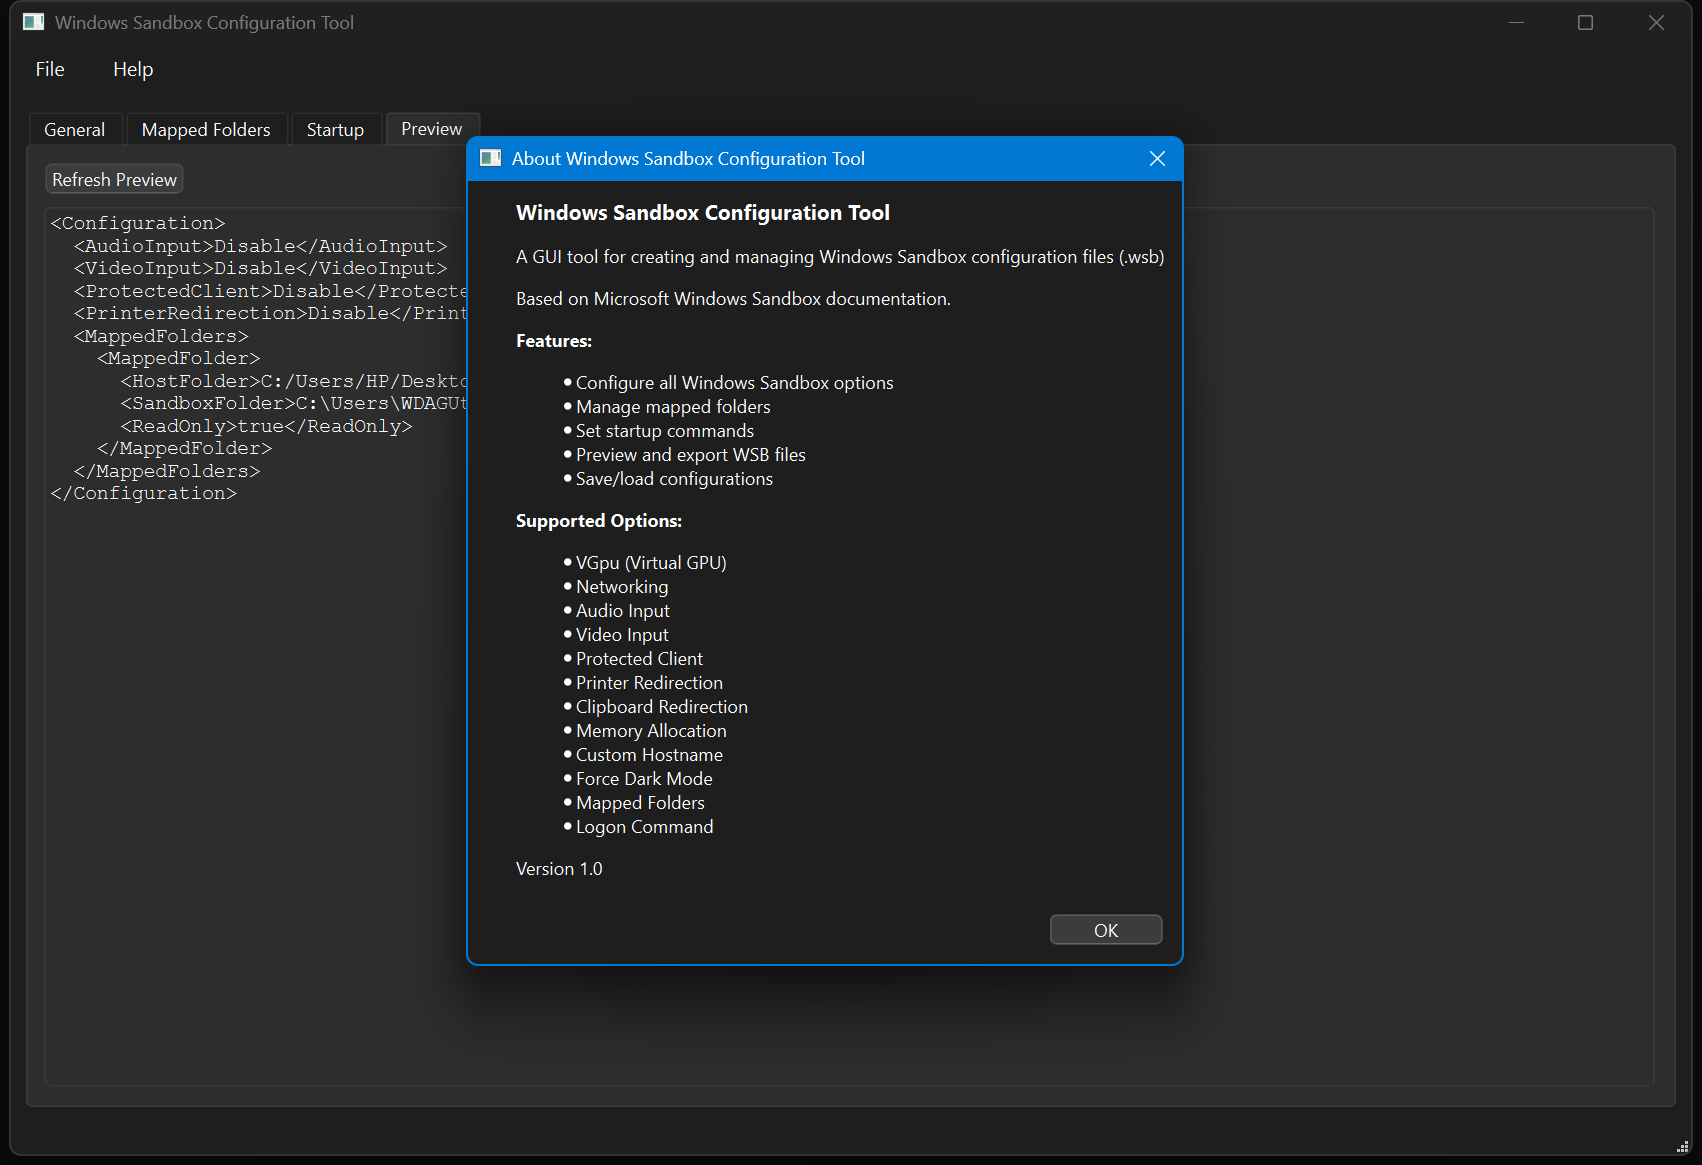 Windows Sandbox Configuration Tool
File Help
General Mapped Folders Startup Preview
Refresh Preview
<Configuration>
<AudioInput>Disable</AudioInput>
<VideoInput>Disable</VideoInput>
<ProtectedClient>Disable</Protecte
<PrinterRedirection>Disable</Print
<MappedFolders>
<MappedFolder>
<HostFolder>C:/Users/HP/Deskto
<SandboxFolder>C:\Users\WDAGUt
<ReadOnly>true</ReadOnly>
</MappedFolder>
</MappedFolders>
</Configuration>
About Windows Sandbox Configuration Tool
Windows Sandbox Configuration Tool
A GUI tool for creating and managing Windows Sandbox configuration files (.wsb)
Based on Microsoft Windows Sandbox documentation.
Features:
• Configure all Windows Sandbox options
• Manage mapped folders
• Set startup commands
• Preview and export WSB files
• Save/load configurations
Supported Options:
• VGpu (Virtual GPU)
• Networking
• Audio Input
• Video Input
• Protected Client
• Printer Redirection
• Clipboard Redirection
• Memory Allocation
• Custom Hostname
• Force Dark Mode
• Mapped Folders
• Logon Command
Version 1.0
OK